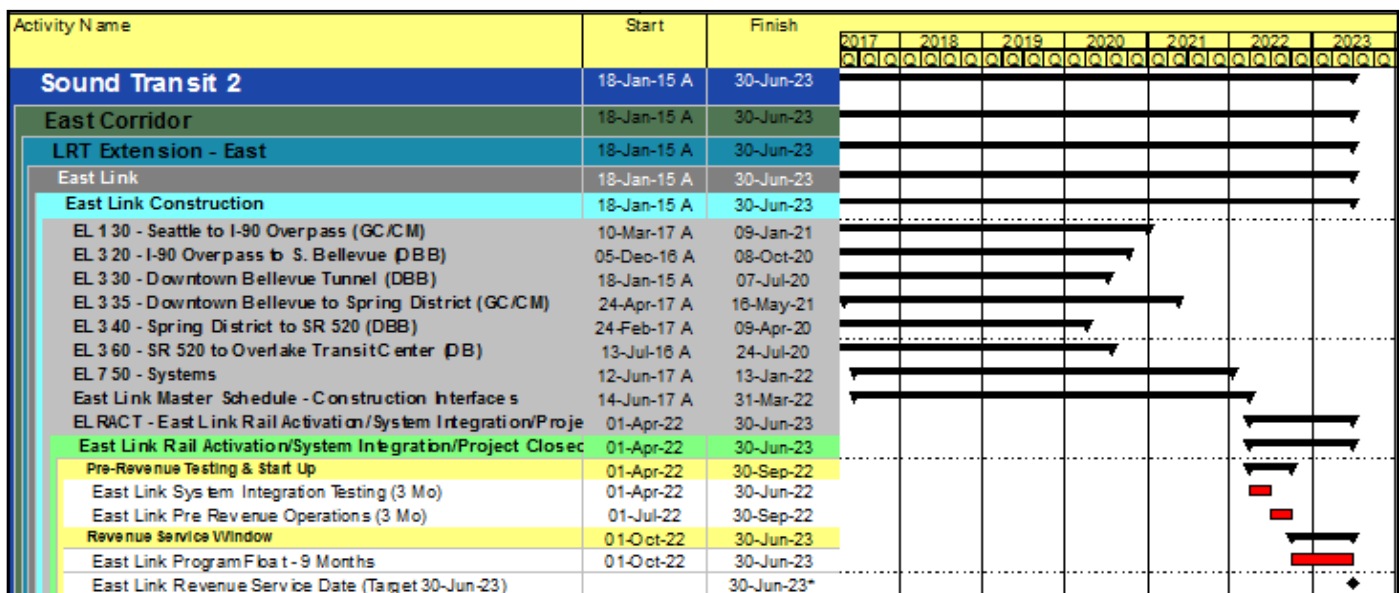 Activity Name Start Finish
2017 2018 2019 2020 2021 2022 2023
Q Q Q Q Q Q Q Q Q Q Q Q Q Q Q Q Q Q Q Q Q Q Q Q Q Q Q
Sound Transit 2 18-Jan-15 A 30-Jun-23
East Corridor 18-Jan-15 A 30-Jun-23
LRT Extension - East 18-Jan-15 A 30-Jun-23
East Link 18-Jan-15 A 30-Jun-23
East Link Construction 18-Jan-15 A 30-Jun-23
EL 130 - Seattle to I-90 Overpass (GC/CM) 10-Mar-17 A 09-Jan-21
EL 320 - I-90 Overpass to S. Bellevue (DBB) 05-Dec-16 A 08-Oct-20
EL 330 - Downtown Bellevue Tunnel (DBB) 18-Jan-15 A 07-Jul-20
EL 335 - Downtown Bellevue to Spring District (GC/CM) 24-Apr-17 A 16-May-21
EL 340 - Spring District to SR 520 (DBB) 24-Feb-17 A 09-Apr-20
EL 360 - SR 520 to Overlake Transit Center (DB) 13-Jul-16 A 24-Jul-20
EL 750 - Systems 12-Jun-17 A 13-Jan-22
East Link Master Schedule - Construction Interfaces 14-Jun-17 A 31-Mar-22
ELRACT - East Link Rail Activation/System Integration/Proje 01-Apr-22 30-Jun-23
East Link Rail Activation/System Integration/Project Closec 01-Apr-22 30-Jun-23
Pre-Revenue Testing & Start Up 01-Apr-22 30-Sep-22
East Link System Integration Testing (3 Mo) 01-Apr-22 30-Jun-22
East Link Pre Revenue Operations (3 Mo) 01-Jul-22 30-Sep-22
Revenue Service Window 01-Oct-22 30-Jun-23
East Link Program Float - 9 Months 01-Oct-22 30-Jun-23
East Link Revenue Service Date (Target 30-Jun-23) 30-Jun-23*